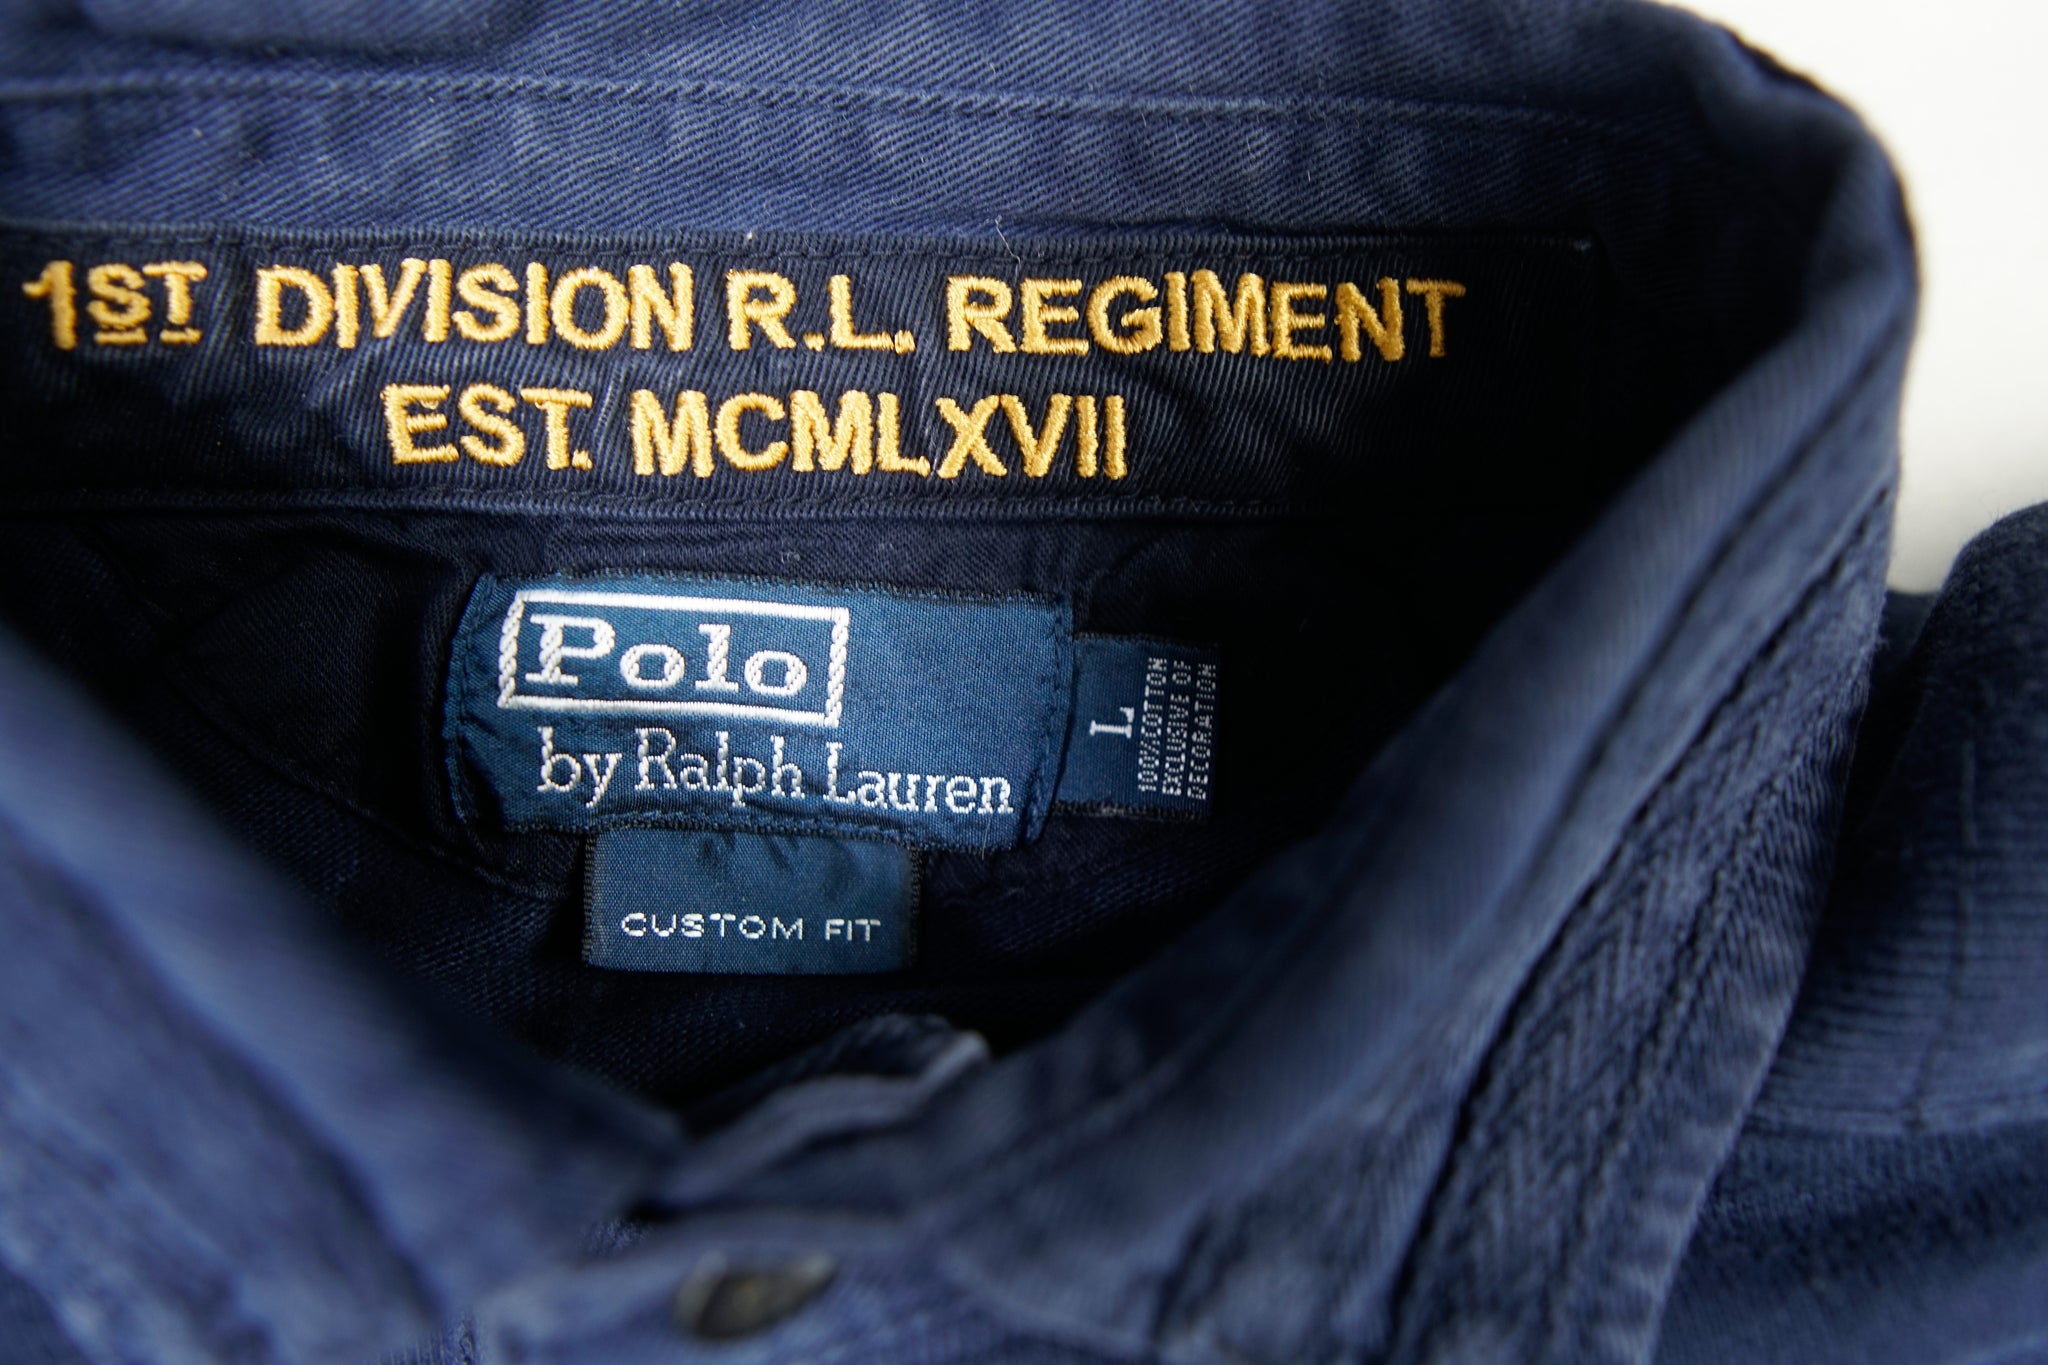 1ST DIVISION R.L. REGIMENT
EST. MCMLXVII
Polo
by Ralph Lauren
L
100%COTTON
EXCLUSIVE OF
DECORATION
CUSTOM FIT